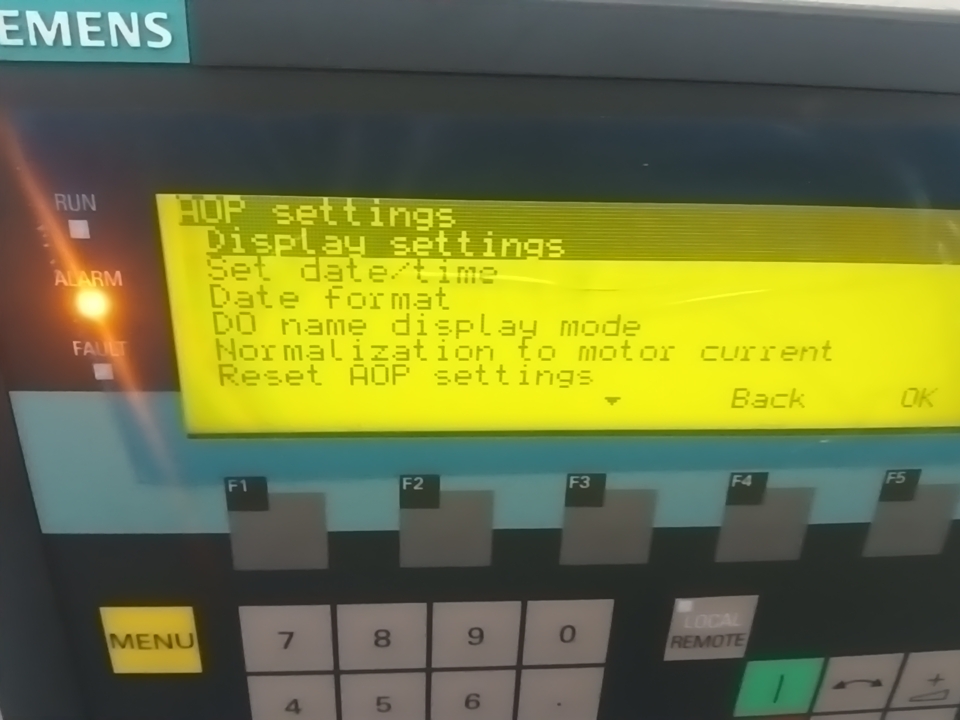 EMENS
RUN
ALARM
FAULT
AOP settings
Display settings
Set date/time
Date format
DO name display mode
Normalization to motor current
Reset AOP settings
Back OK
F1 F2 F3 F4 F5
MENU
7 8 9 0
LOCAL
REMOTE
4 5 6 .